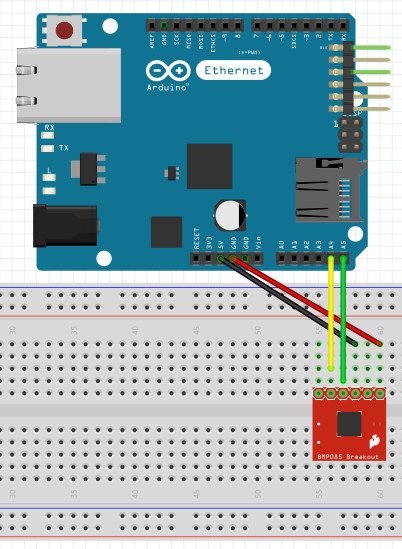 AREF
GND
SCK
MISO
MOSI
ETHCS
~9
8
7
~6
~5
SDCS
~3
2
TX
RX
(~PWM)
BLK
Arduino™
Ethernet
ICSP
1
RX
TX
L
RESET
3V3
5V
GND
GND
Vin
A0
A1
A2
A3
A4
A5
30
35
40
45
50
55
60
BMP085 Breakout
30
35
40
45
50
55
60